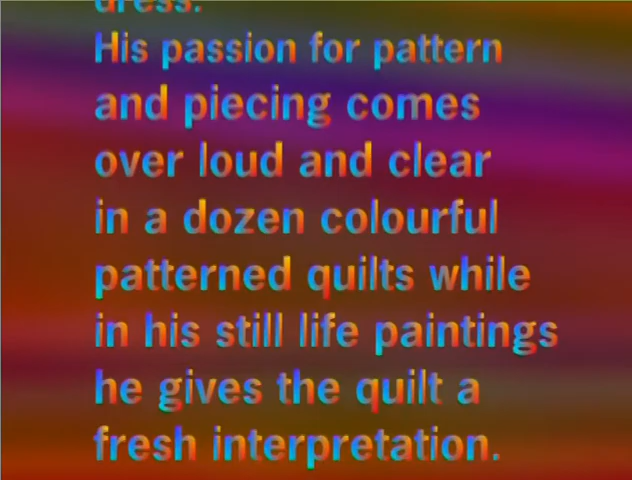 dress.
His passion for pattern
and piecing comes
over loud and clear
in a dozen colourful
patterned quilts while
in his still life paintings
he gives the quilt a
fresh interpretation.